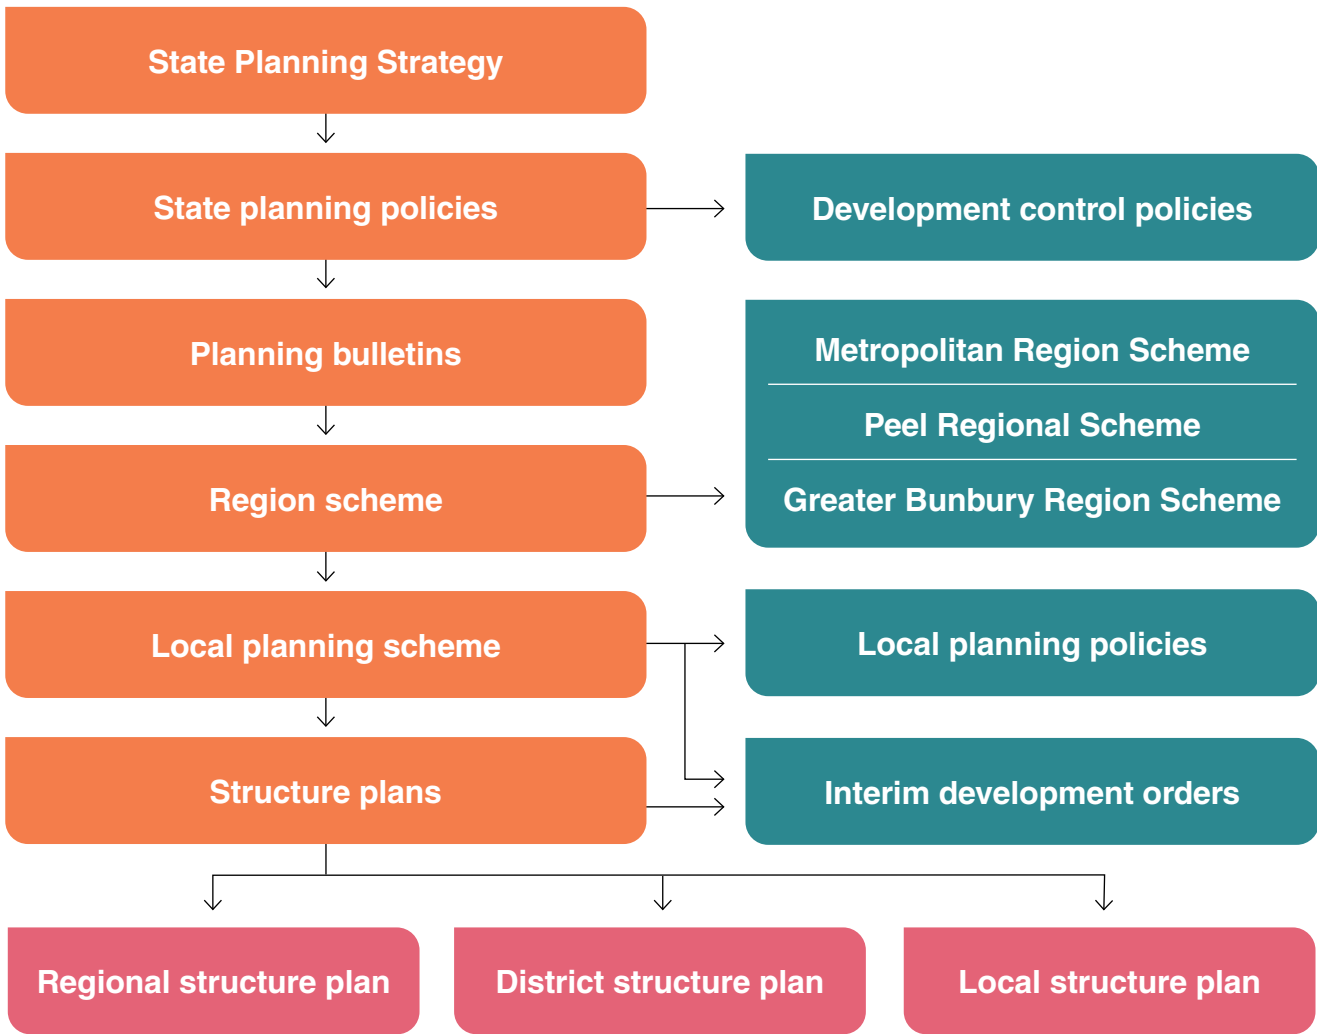 State Planning Strategy
State planning policies
Development control policies
Planning bulletins
Metropolitan Region Scheme
Peel Regional Scheme
Greater Bunbury Region Scheme
Region scheme
Local planning scheme
Local planning policies
Structure plans
Interim development orders
Regional structure plan
District structure plan
Local structure plan